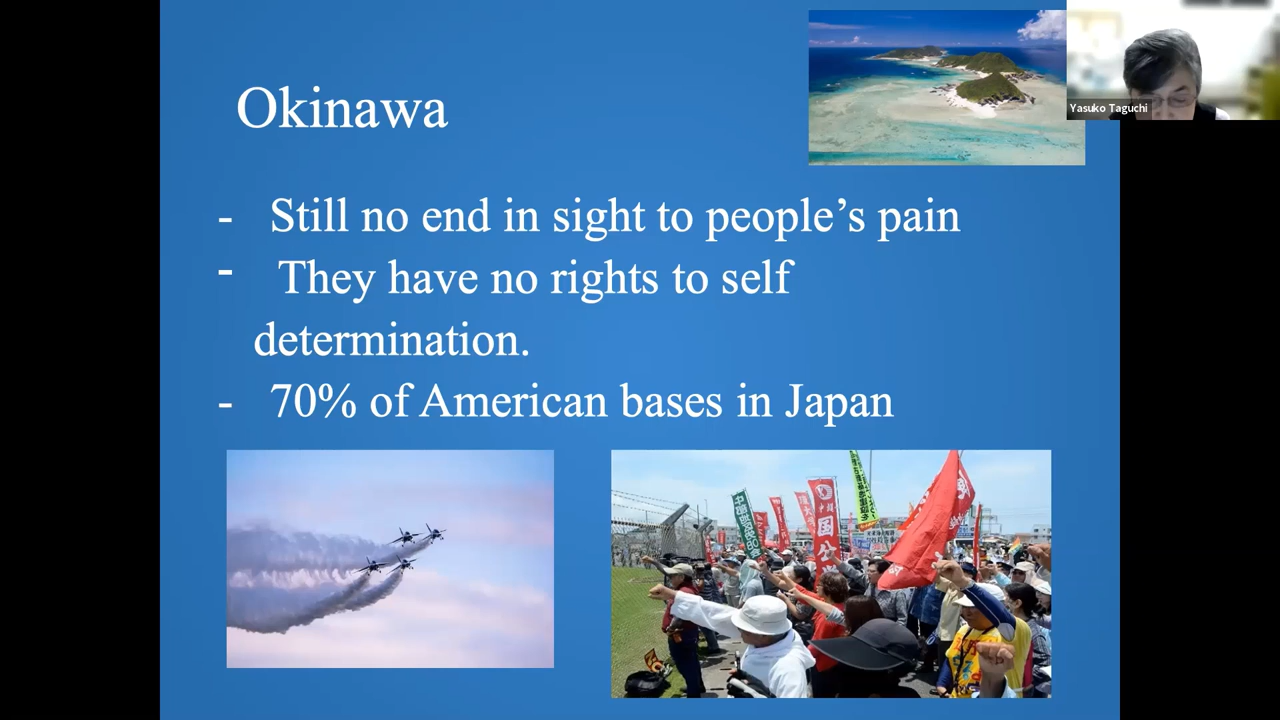 Okinawa
Yasuko Taguchi
- Still no end in sight to people's pain
- They have no rights to self
determination.
- 70% of American bases in Japan